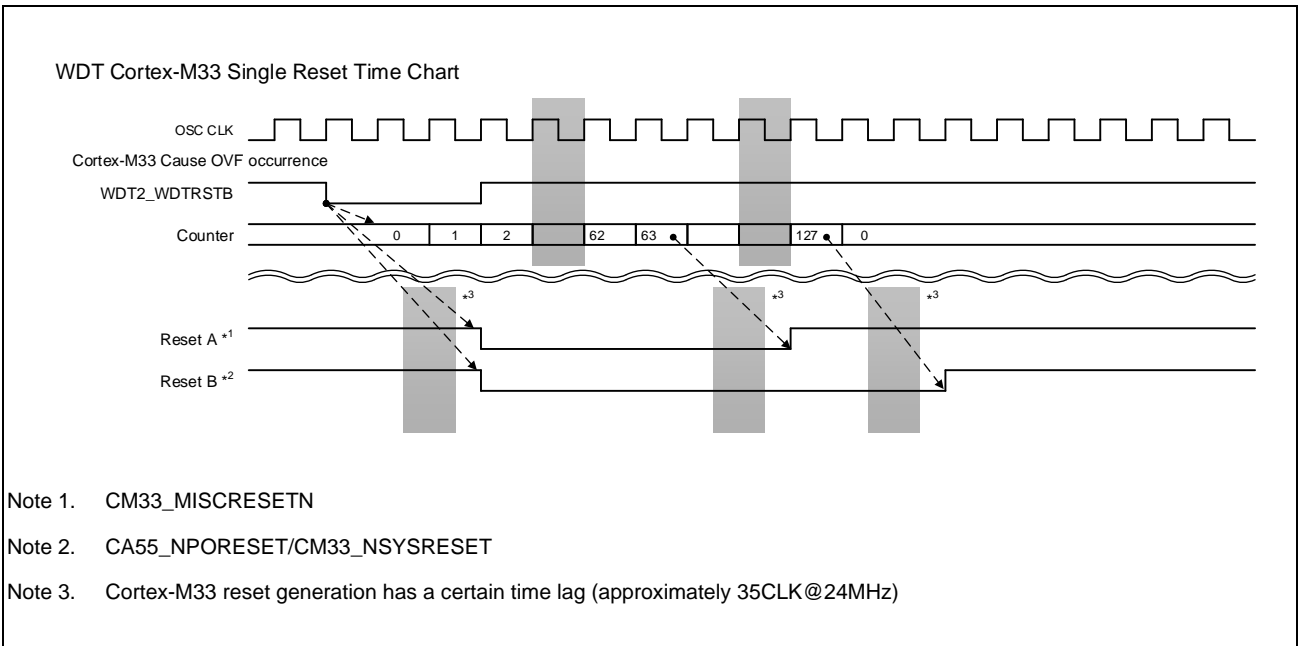 WDT Cortex-M33 Single Reset Time Chart
OSC CLK
Cortex-M33 Cause OVF occurrence
WDT2_WDTRSTB
Counter 0 1 2 62 63 127 0
*3 *3 *3
Reset A *1
Reset B *2
Note 1. CM33_MISCRESETN
Note 2. CA55_NPORESET/CM33_NSYSRESET
Note 3. Cortex-M33 reset generation has a certain time lag (approximately 35CLK@24MHz)